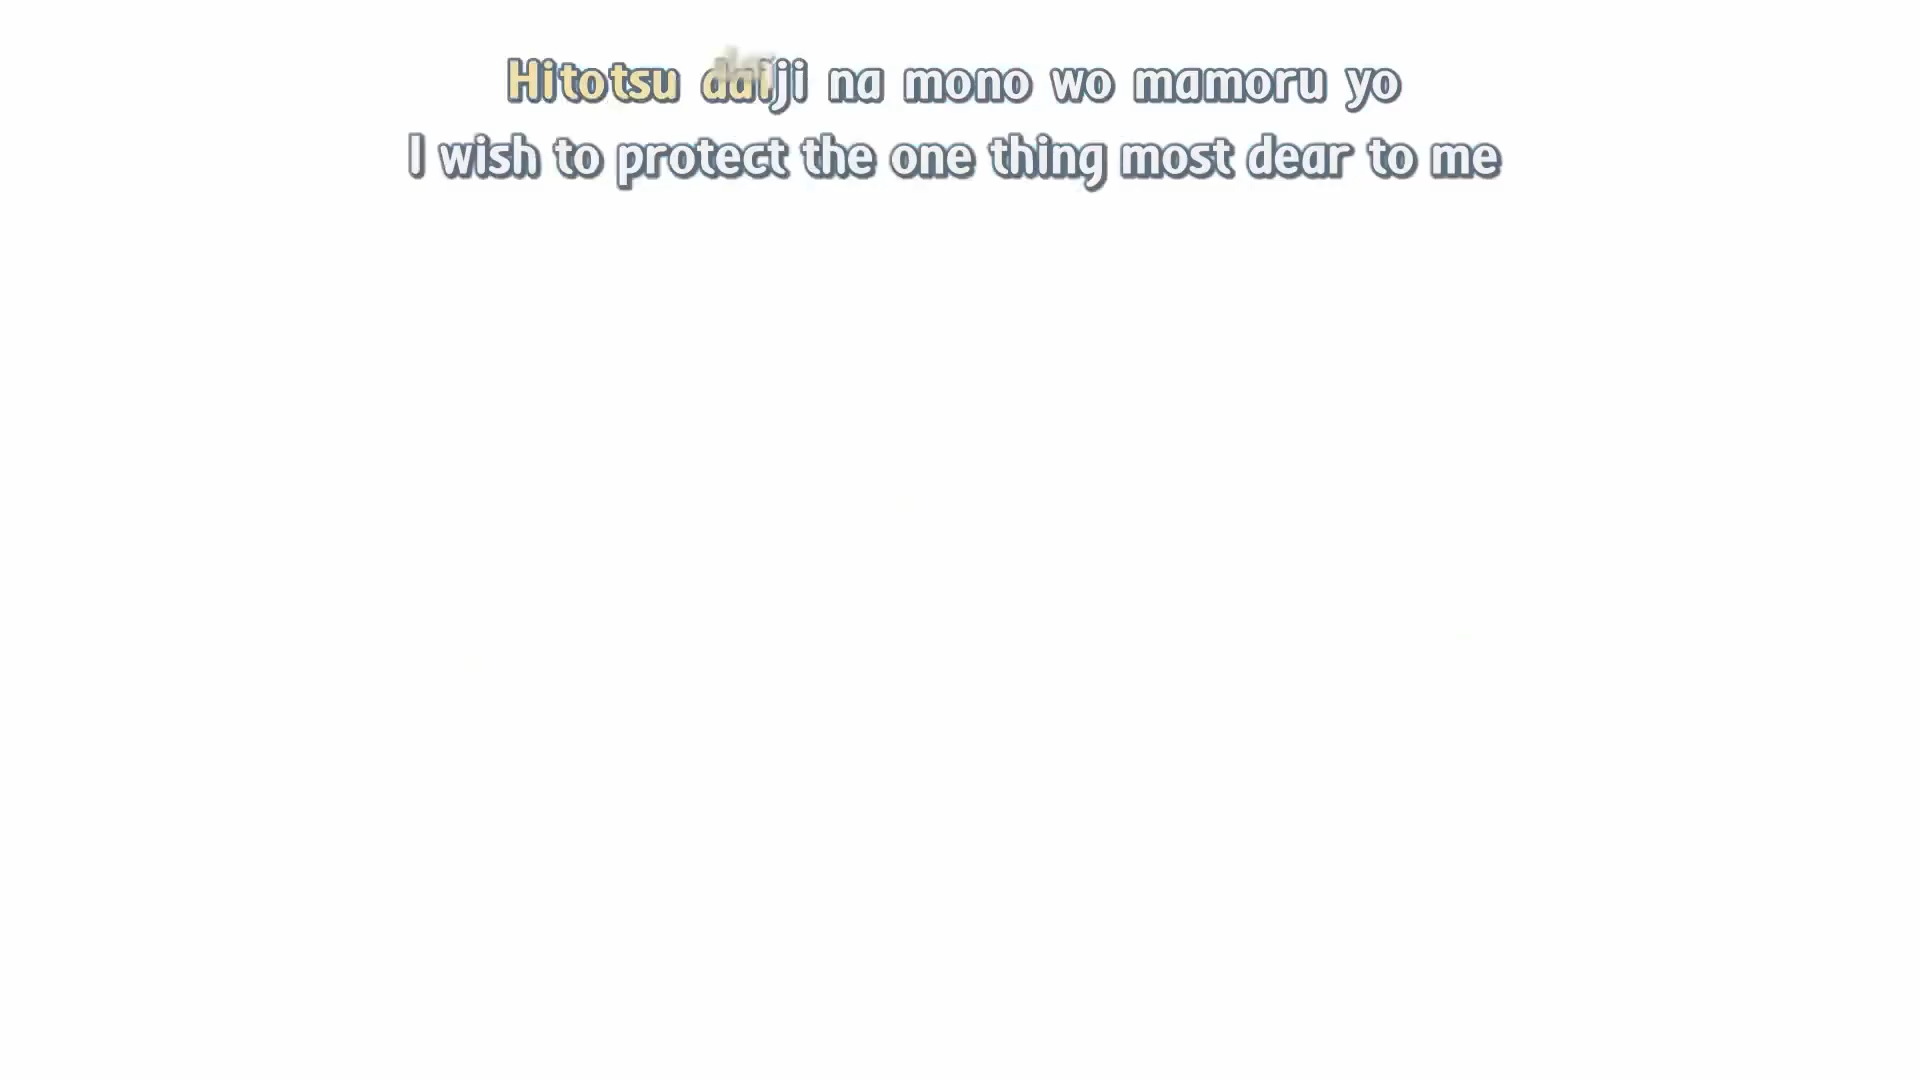 Hitotsu daiji na mono wo mamoru yo
I wish to protect the one thing most dear to me